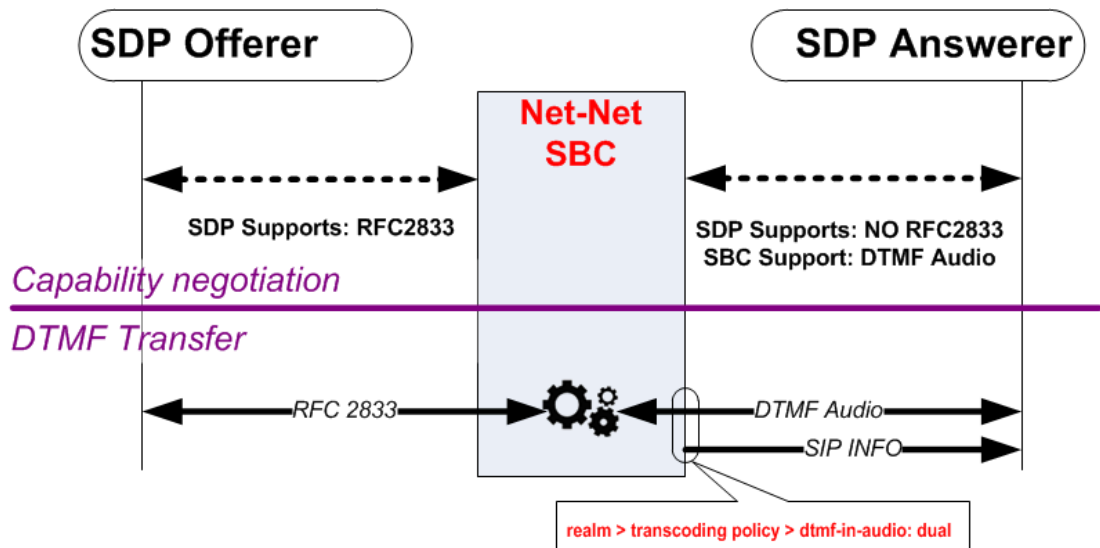 SDP Offerer
SDP Answerer
Net-Net
SBC
SDP Supports: RFC2833
SDP Supports: NO RFC2833
SBC Support: DTMF Audio
Capability negotiation
DTMF Transfer
RFC 2833
DTMF Audio
SIP INFO
realm > transcoding policy > dtmf-in-audio: dual